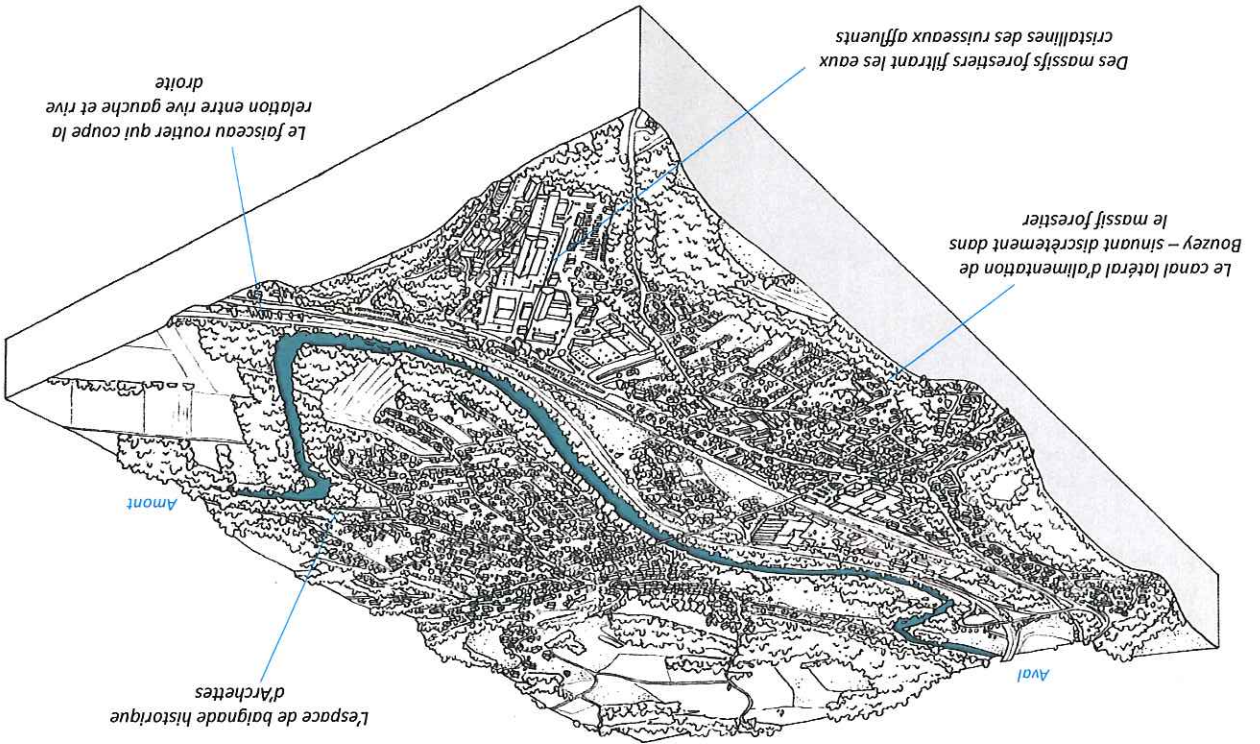 L'espace de baignade historique
d'Archettes
Aval
Amont
Le canal latéral d'alimentation de
Bouzey – sinuant discrètement dans
le massif forestier
Le faisceau routier qui coupe la
relation entre rive gauche et rive
droite
Des massifs forestiers filtrant les eaux
cristallines des ruisseaux affluents